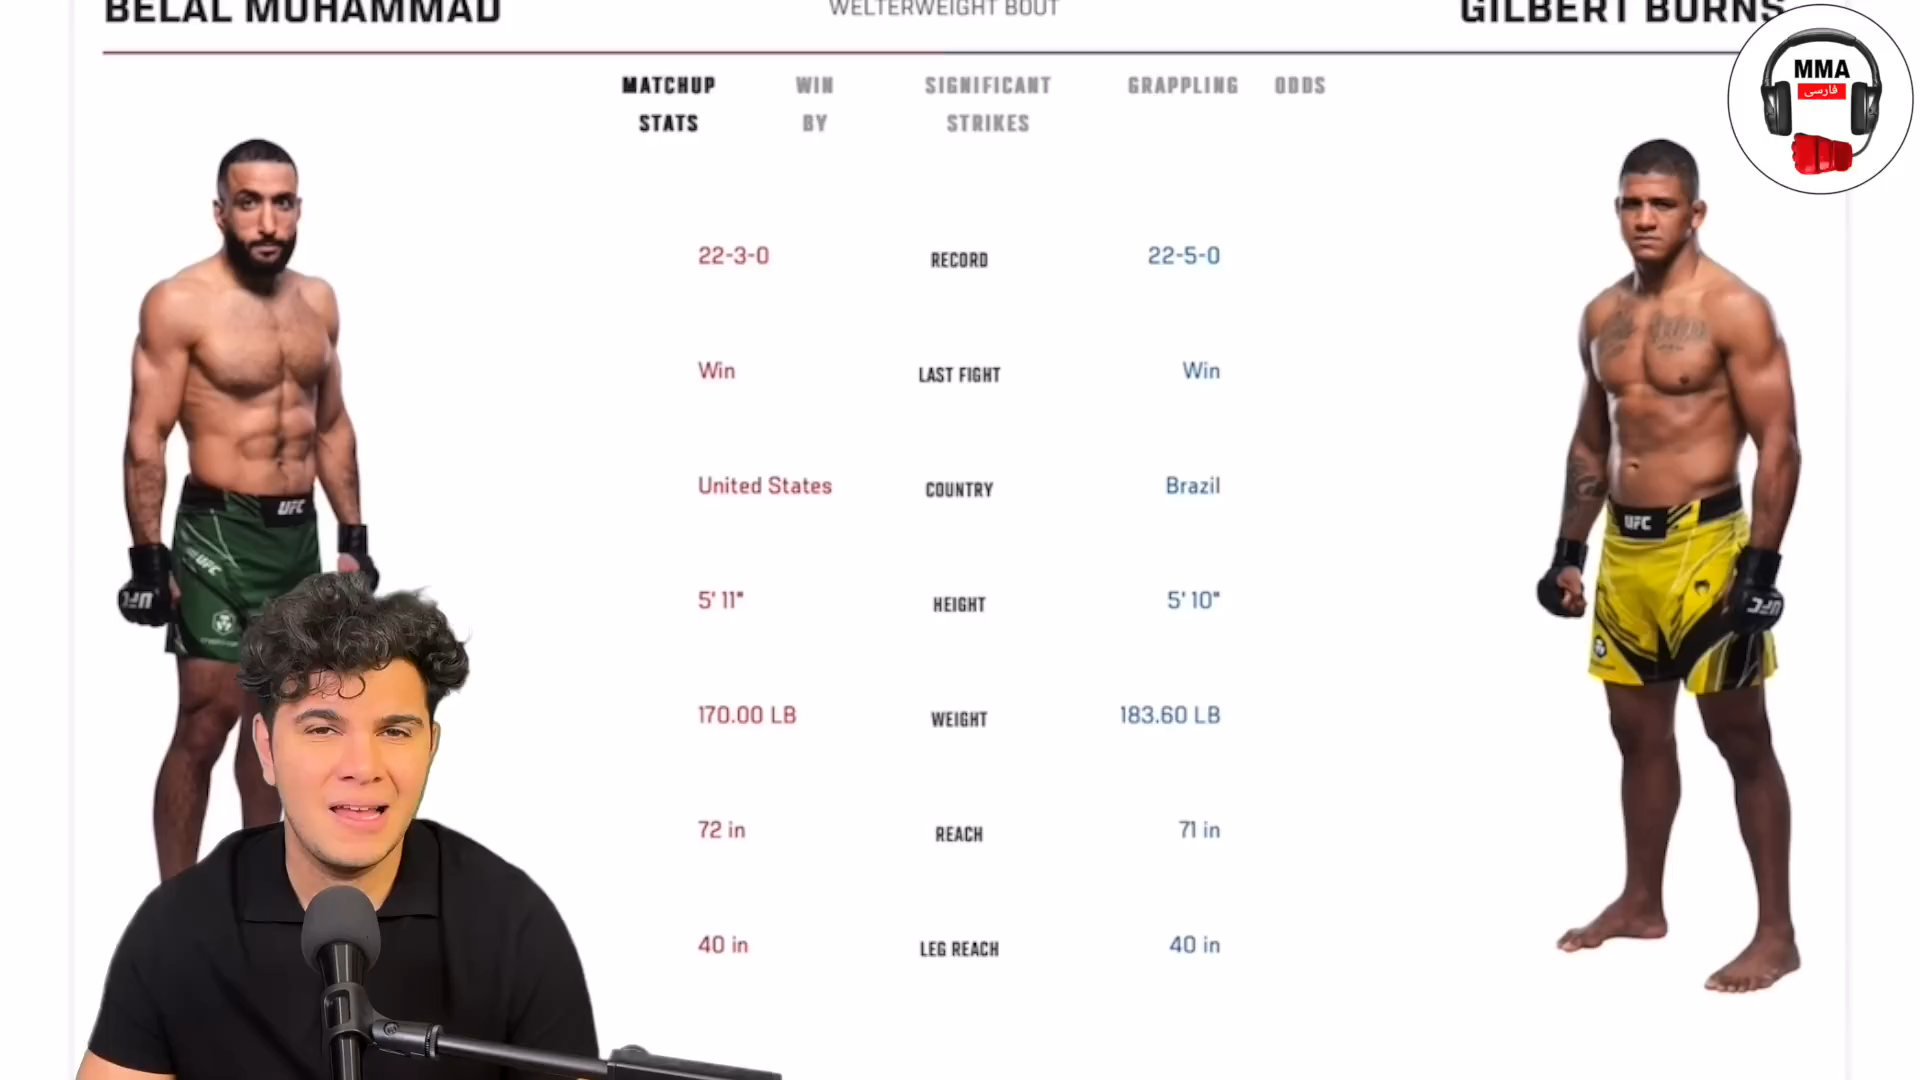 BELAL MUHAMMAD
WELTERWEIGHT BOUT
GILBERT BURNS
MATCHUP STATS
WIN BY
SIGNIFICANT STRIKES
GRAPPLING
ODDS
MMA
فارسی
22-3-0 RECORD 22-5-0
Win LAST FIGHT Win
United States COUNTRY Brazil
5' 11" HEIGHT 5' 10"
170.00 LB WEIGHT 183.60 LB
72 in REACH 71 in
40 in LEG REACH 40 in
UFC
UFC
UFC
UFC
UFC